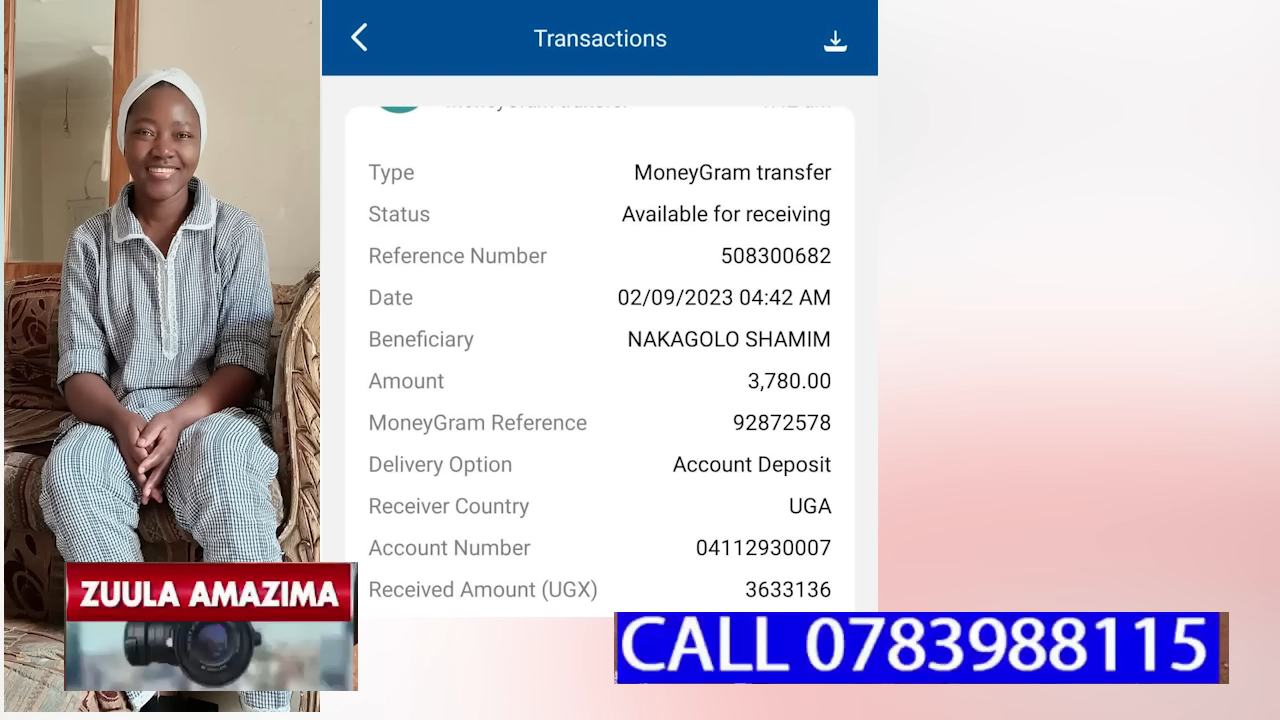 Transactions
MoneyGram transfer
Type MoneyGram transfer
Status Available for receiving
Reference Number 508300682
Date 02/09/2023 04:42 AM
Beneficiary NAKAGOLO SHAMIM
Amount 3,780.00
MoneyGram Reference 92872578
Delivery Option Account Deposit
Receiver Country UGA
Account Number 04112930007
Received Amount (UGX) 3633136
ZUULA AMAZIMA
CALL 0783988115